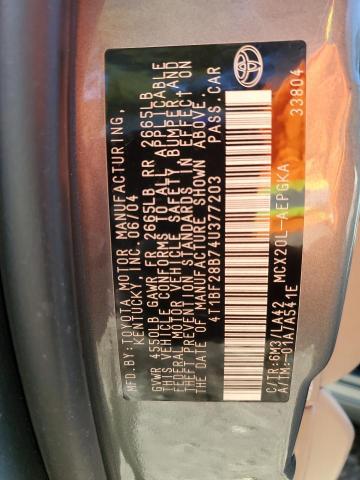 MFD.BY:TOYOTA MOTOR MANUFACTURING,
KENTUCKY, INC. 06/04
GVWR 4550LB GAWR FR 2665LB RR 2665LB
THIS VEHICLE CONFORMS TO ALL APPLICABLE
FEDERAL MOTOR VEHICLE SAFETY, BUMPER,AND
THEFT PREVENTION STANDARDS IN EFFECT ON
THE DATE OF MANUFACTURE SHOWN ABOVE.
4T1BF28B74U377203 PASS.CAR
C/TR:6M3/LA42 MCX20L-AEPGKA
A/TM:-01A/A541E 33804
TOYOTA